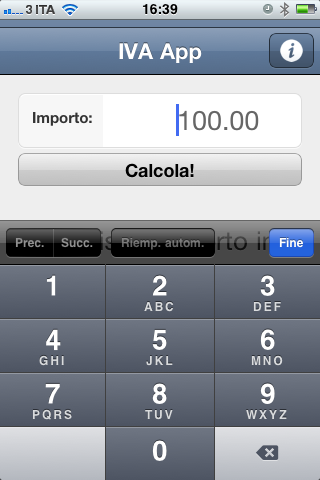 3 ITA 16:39
IVA App
Importo: 100.00
Calcola!
Prec. Succ. Riemp. autom. Fine
1 2 3
ABC DEF
4 5 6
GHI JKL MNO
7 8 9
PQRS TUV WXYZ
0